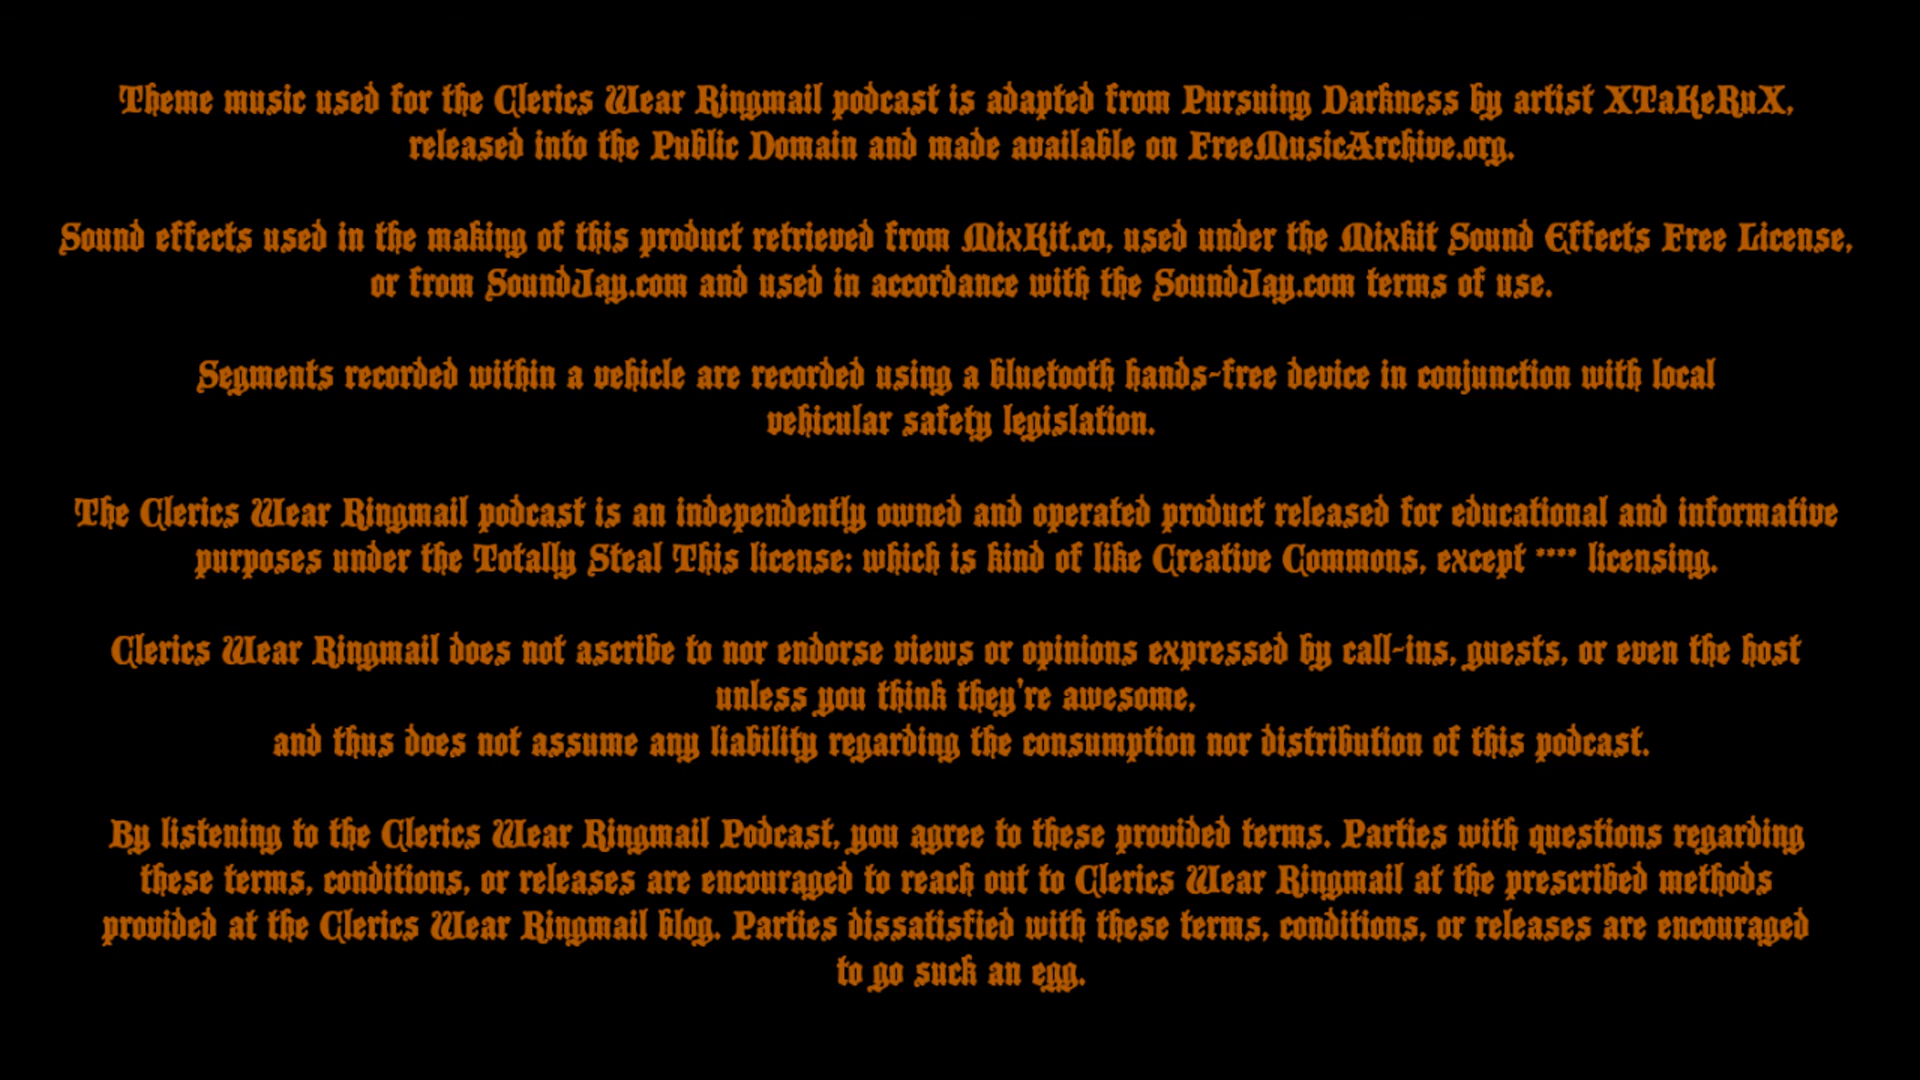 Theme music used for the Clerics Wear Ringmail podcast is adapted from Pursuing Darkness by artist XTaKeRuX,
released into the Public Domain and made available on FreeMusicArchive.org.
Sound effects used in the making of this product retrieved from MixKit.co, used under the Mixkit Sound Effects Free License,
or from SoundJay.com and used in accordance with the SoundJay.com terms of use.
Segments recorded within a vehicle are recorded using a bluetooth hands-free device in conjunction with local
vehicular safety legislation.
The Clerics Wear Ringmail podcast is an independently owned and operated product released for educational and informative
purposes under the Totally Steal This license: which is kind of like Creative Commons, except **** licensing.
Clerics Wear Ringmail does not ascribe to nor endorse views or opinions expressed by call-ins, guests, or even the host
unless you think they're awesome,
and thus does not assume any liability regarding the consumption nor distribution of this podcast.
By listening to the Clerics Wear Ringmail Podcast, you agree to these provided terms. Parties with questions regarding
these terms, conditions, or releases are encouraged to reach out to Clerics Wear Ringmail at the prescribed methods
provided at the Clerics Wear Ringmail blog. Parties dissatisfied with these terms, conditions, or releases are encouraged
to go suck an egg.